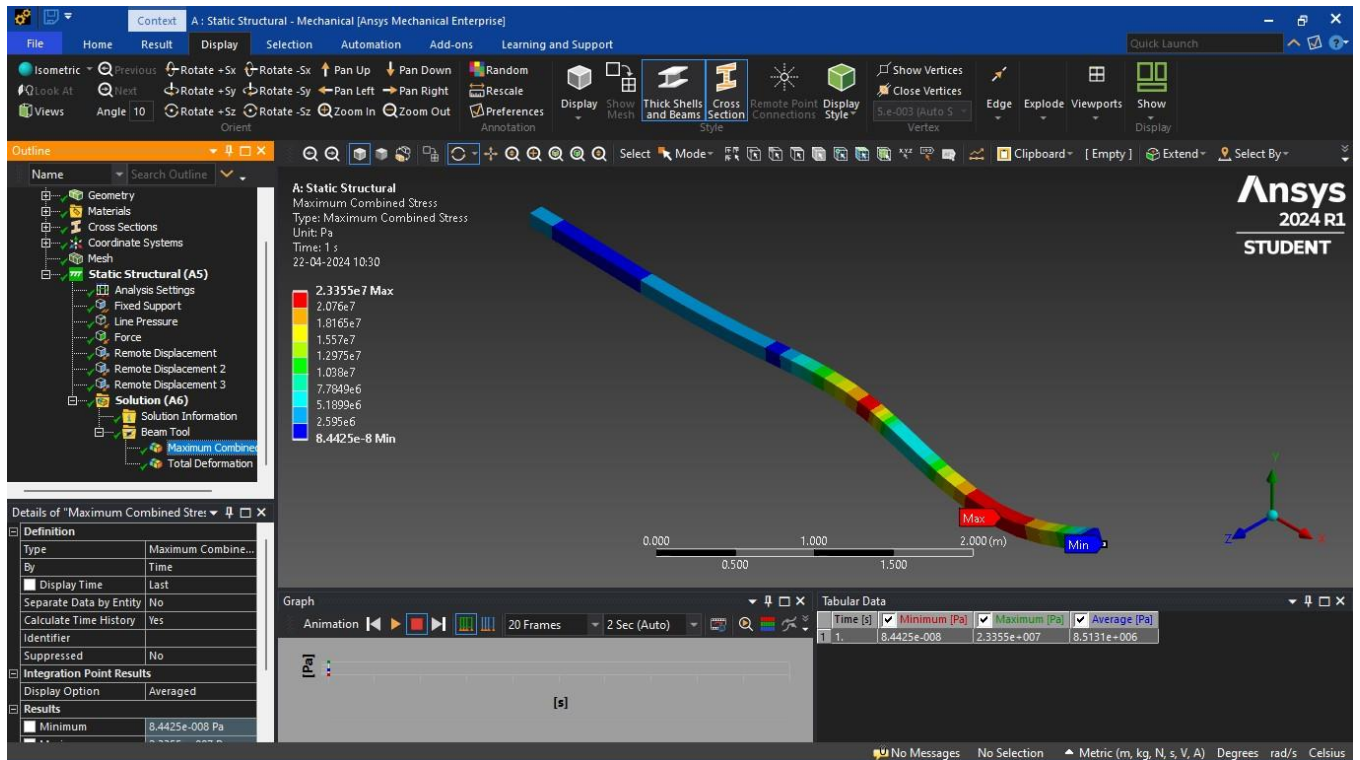 Context A : Static Structural - Mechanical [Ansys Mechanical Enterprise]
File Home Result Display Selection Automation Add-ons Learning and Support Quick Launch
Isometric Previous Rotate +Sx Rotate -Sx Pan Up Pan Down Random Show Vertices
Look At Next Rotate +Sy Rotate -Sy Pan Left Pan Right Rescale Close Vertices
Views Angle 10 Rotate +Sz Rotate -Sz Zoom In Zoom Out Preferences 5.e-003 (Auto S
Display Show Mesh Thick Shells and Beams Cross Section Remote Point Connections Display Style Edge Explode Viewports Show
Orient Annotation Style Vertex Display
Outline
Select Mode Clipboard [ Empty ] Extend Select By
Name Search Outline
Geometry
Materials
Cross Sections
Coordinate Systems
Mesh
Static Structural (A5)
Analysis Settings
Fixed Support
Line Pressure
Force
Remote Displacement
Remote Displacement 2
Remote Displacement 3
Solution (A6)
Solution Information
Beam Tool
Maximum Combined
Total Deformation
A: Static Structural
Maximum Combined Stress
Type: Maximum Combined Stress
Unit: Pa
Time: 1 s
22-04-2024 10:30
2.3355e7 Max
2.076e7
1.8165e7
1.557e7
1.2975e7
1.038e7
7.7849e6
5.1899e6
2.595e6
8.4425e-8 Min
Ansys
2024 R1
STUDENT
Max
Min
0.000 1.000 2.000 (m)
0.500 1.500
Y
Z X
Details of "Maximum Combined Stre:
Definition
Type Maximum Combine...
By Time
Display Time Last
Separate Data by Entity No
Calculate Time History Yes
Identifier
Suppressed No
Integration Point Results
Display Option Averaged
Results
Minimum 8.4425e-008 Pa
Graph
Animation 20 Frames 2 Sec (Auto)
[Pa]
[s]
Tabular Data
Time [s] Minimum [Pa] Maximum [Pa] Average [Pa]
1 1. 8.4425e-008 2.3355e+007 8.5131e+006
No Messages No Selection Metric (m, kg, N, s, V, A) Degrees rad/s Celsius